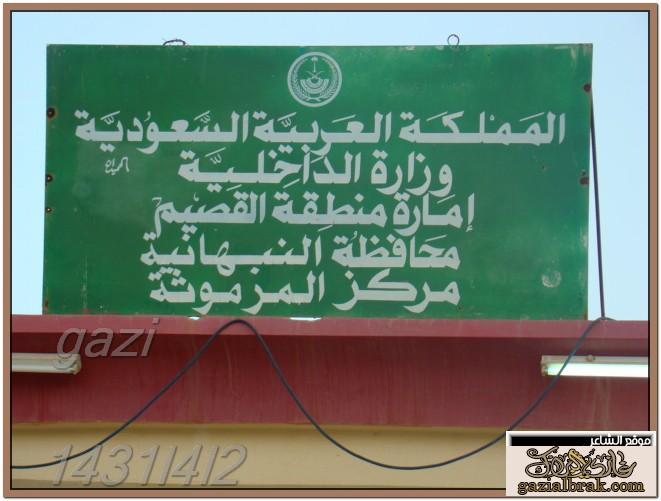 المملكة العربية السعودية
وزارة الداخلية
إمارة منطقة القصيم
محافظة النبهانية
مركز المرموثة
gazi
1431/4/2
موقع الشاعر
gazialbrak.com